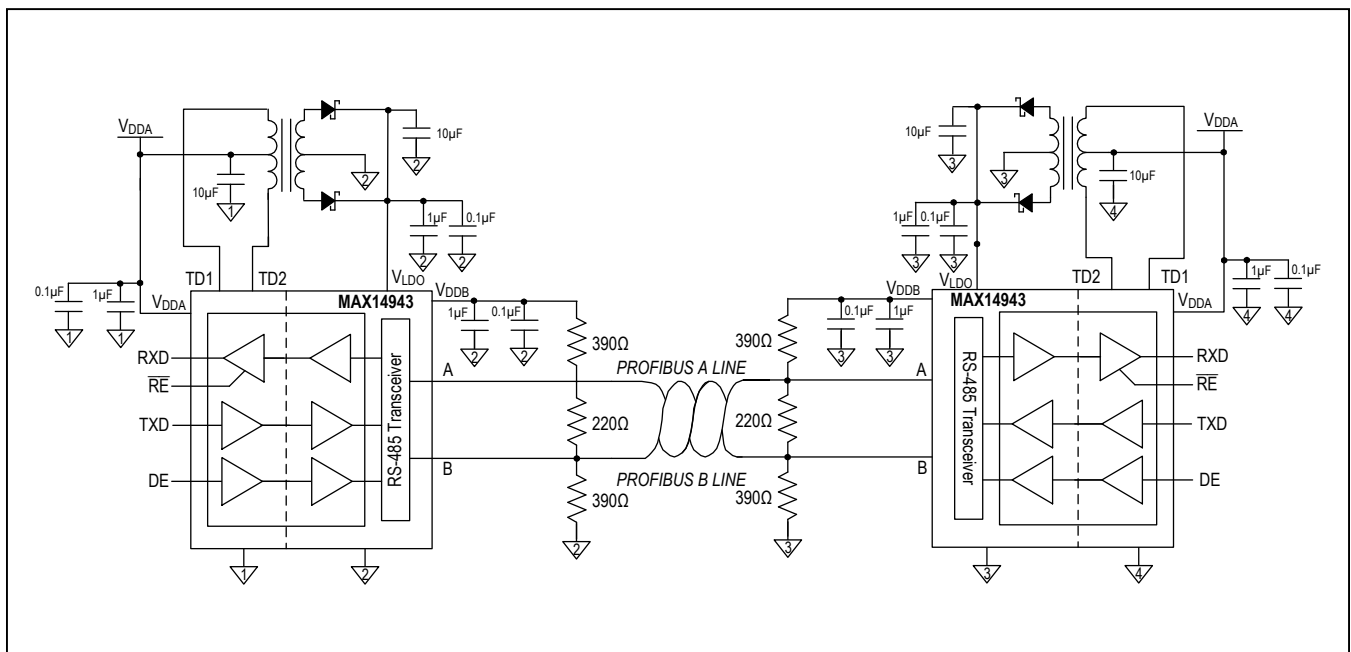 VDDA
10µF
2
2
10µF
1
1µF
0.1µF
2
2
TD1
TD2
VLDO
0.1µF
1µF
VDDA
1
1
MAX14943
VDDB
1µF
0.1µF
2
2
RXD
RE
TXD
DE
RS-485 Transceiver
A
B
390Ω
220Ω
390Ω
2
1
2
PROFIBUS A LINE
PROFIBUS B LINE
10µF
3
3
VDDA
10µF
4
1µF
0.1µF
3
3
VLDO
TD2
TD1
VDDA
1µF
0.1µF
4
4
VDDB
0.1µF
1µF
3
3
MAX14943
390Ω
220Ω
390Ω
3
A
B
RS-485 Transceiver
RXD
RE
TXD
DE
3
4